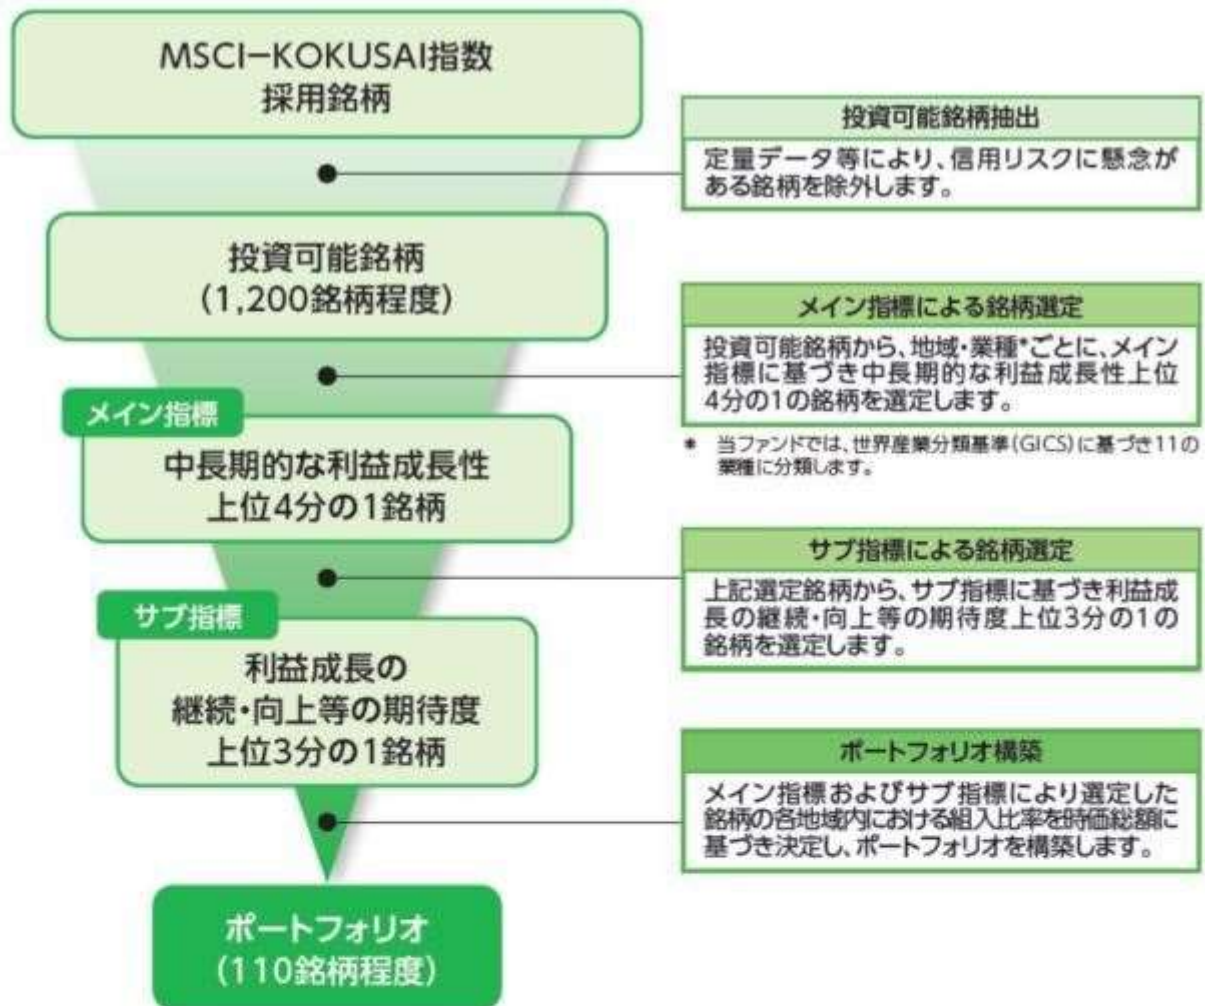 MSCI−KOKUSAI指数
採用銘柄
投資可能銘柄抽出
定量データ等により、信用リスクに懸念が
ある銘柄を除外します。
投資可能銘柄
(1,200銘柄程度)
メイン指標による銘柄選定
投資可能銘柄から、地域・業種*ごとに、メイン
指標に基づき中長期的な利益成長性上位
4分の1の銘柄を選定します。
* 当ファンドでは、世界産業分類基準(GICS)に基づき11の
業種に分類します。
メイン指標
中長期的な利益成長性
上位4分の1銘柄
サブ指標による銘柄選定
上記選定銘柄から、サブ指標に基づき利益成
長の継続・向上等の期待度上位3分の1の
銘柄を選定します。
サブ指標
利益成長の
継続・向上等の期待度
上位3分の1銘柄
ポートフォリオ構築
メイン指標およびサブ指標により選定した
銘柄の各地域内における組入比率を時価総額に
基づき決定し、ポートフォリオを構築します。
ポートフォリオ
(110銘柄程度)